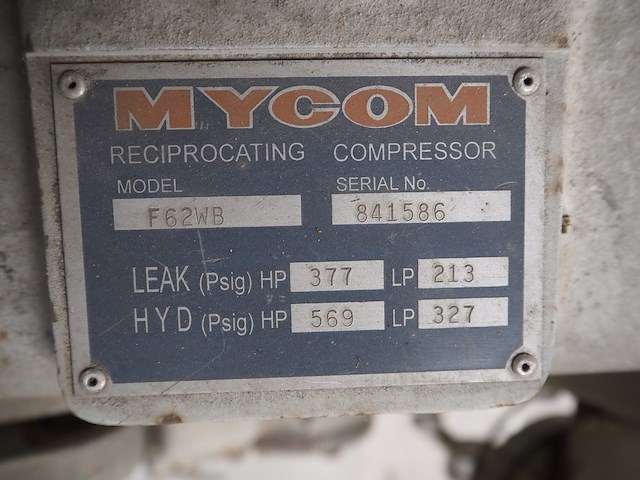 MYCOM
RECIPROCATING COMPRESSOR
MODEL SERIAL No.
F62WB 841586
LEAK (Psig) HP 377 LP 213
HYD (Psig) HP 569 LP 327